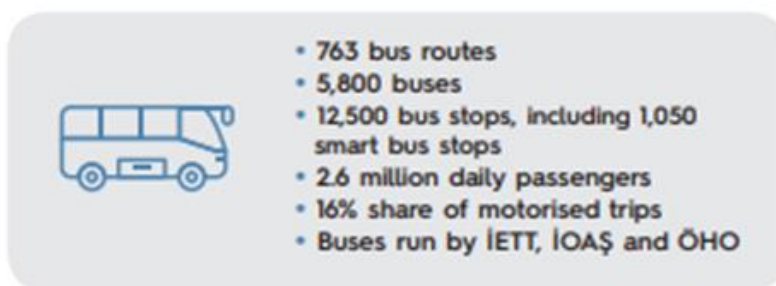 • 763 bus routes
• 5,800 buses
• 12,500 bus stops, including 1,050
smart bus stops
• 2.6 million daily passengers
• 16% share of motorised trips
• Buses run by İETT, İOAŞ and ÖHO